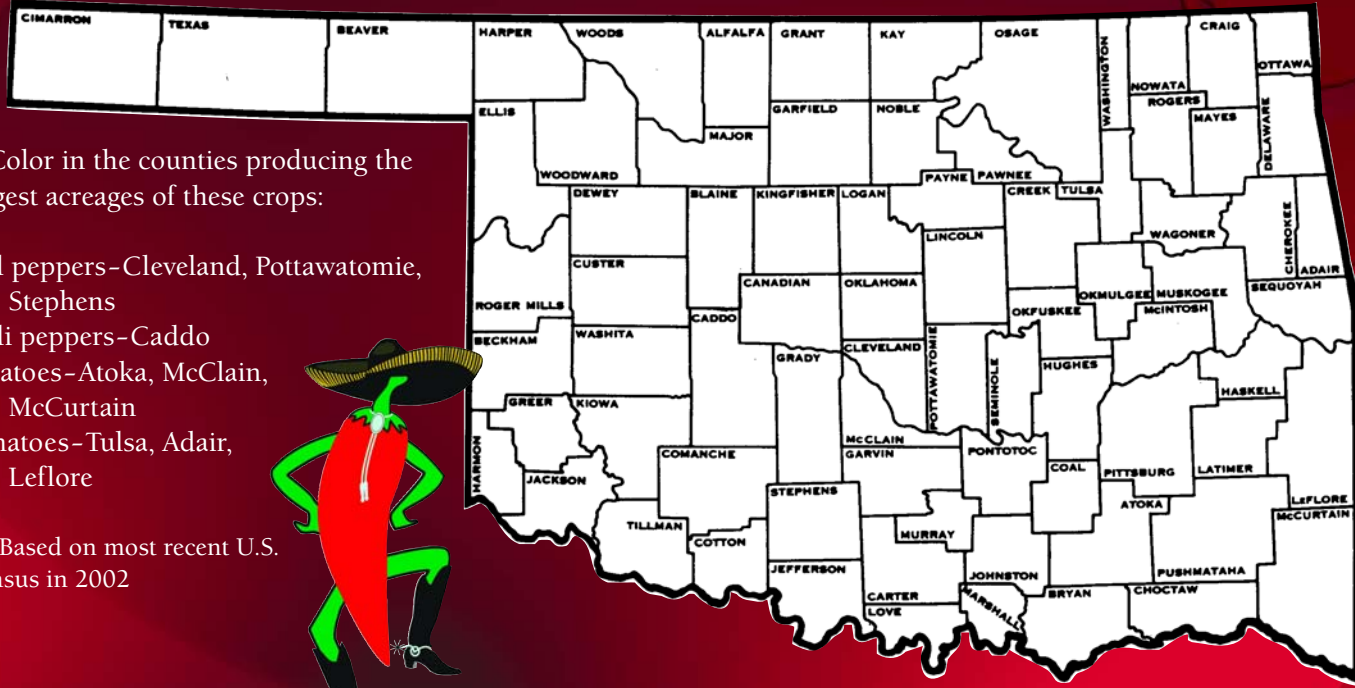 Color in the counties producing the
gest acreages of these crops:
l peppers-Cleveland, Pottawatomie,
Stephens
li peppers-Caddo
atoes-Atoka, McClain,
McCurtain
matoes-Tulsa, Adair,
Leflore
Based on most recent U.S.
nsus in 2002
CIMARRON
TEXAS
BEAVER
HARPER
WOODS
ALFALFA
GRANT
KAY
OSAGE
WASHINGTON
NOWATA
CRAIG
OTTAWA
ELLIS
WOODWARD
MAJOR
GARFIELD
NOBLE
PAWNEE
ROGERS
MAYES
DELAWARE
DEWEY
BLAINE
KINGFISHER
LOGAN
PAYNE
CREEK
TULSA
WAGONER
CHEROKEE
ADAIR
ROGER MILLS
CUSTER
CANADIAN
OKLAHOMA
LINCOLN
OKFUSKEE
OKMULGEE
MUSKOGEE
SEQUOYAH
BECKHAM
WASHITA
CADDO
GRADY
CLEVELAND
POTTAWATOMIE
SEMINOLE
HUGHES
McINTOSH
HASKELL
HARMON
GREER
KIOWA
COMANCHE
McCLAIN
GARVIN
PONTOTOC
COAL
PITTSBURG
LATIMER
LeFLORE
JACKSON
TILLMAN
COTTON
STEPHENS
MURRAY
JOHNSTON
ATOKA
PUSHMATAHA
McCURTAIN
JEFFERSON
CARTER
LOVE
MARSHALL
BRYAN
CHOCTAW